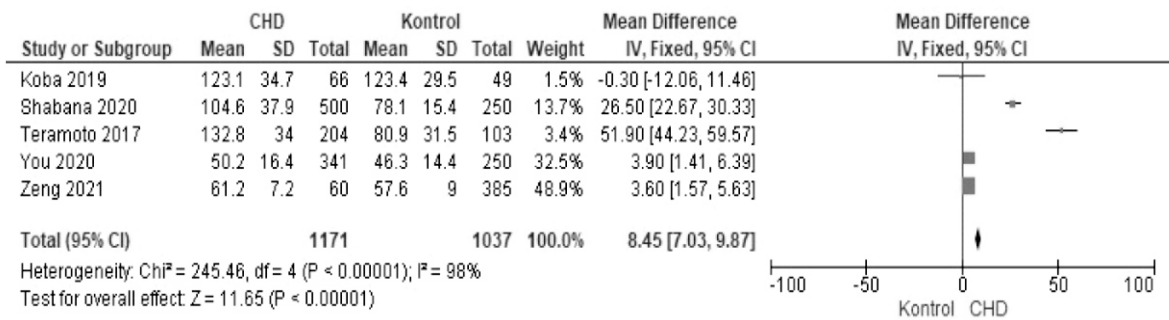 CHD Kontrol Mean Difference Mean Difference
Study or Subgroup Mean SD Total Mean SD Total Weight IV, Fixed, 95% CI IV, Fixed, 95% CI
Koba 2019 123.1 34.7 66 123.4 29.5 49 1.5% -0.30 [-12.06, 11.46]
Shabana 2020 104.6 37.9 500 78.1 15.4 250 13.7% 26.50 [22.67, 30.33]
Teramoto 2017 132.8 34 204 80.9 31.5 103 3.4% 51.90 [44.23, 59.57]
You 2020 50.2 16.4 341 46.3 14.4 250 32.5% 3.90 [1.41, 6.39]
Zeng 2021 61.2 7.2 60 57.6 9 385 48.9% 3.60 [1.57, 5.63]
Total (95% CI) 1171 1037 100.0% 8.45 [7.03, 9.87]
Heterogeneity: Chi² = 245.46, df = 4 (P < 0.00001); I² = 98%
Test for overall effect: Z = 11.65 (P < 0.00001)
-100 -50 0 50 100
Kontrol CHD